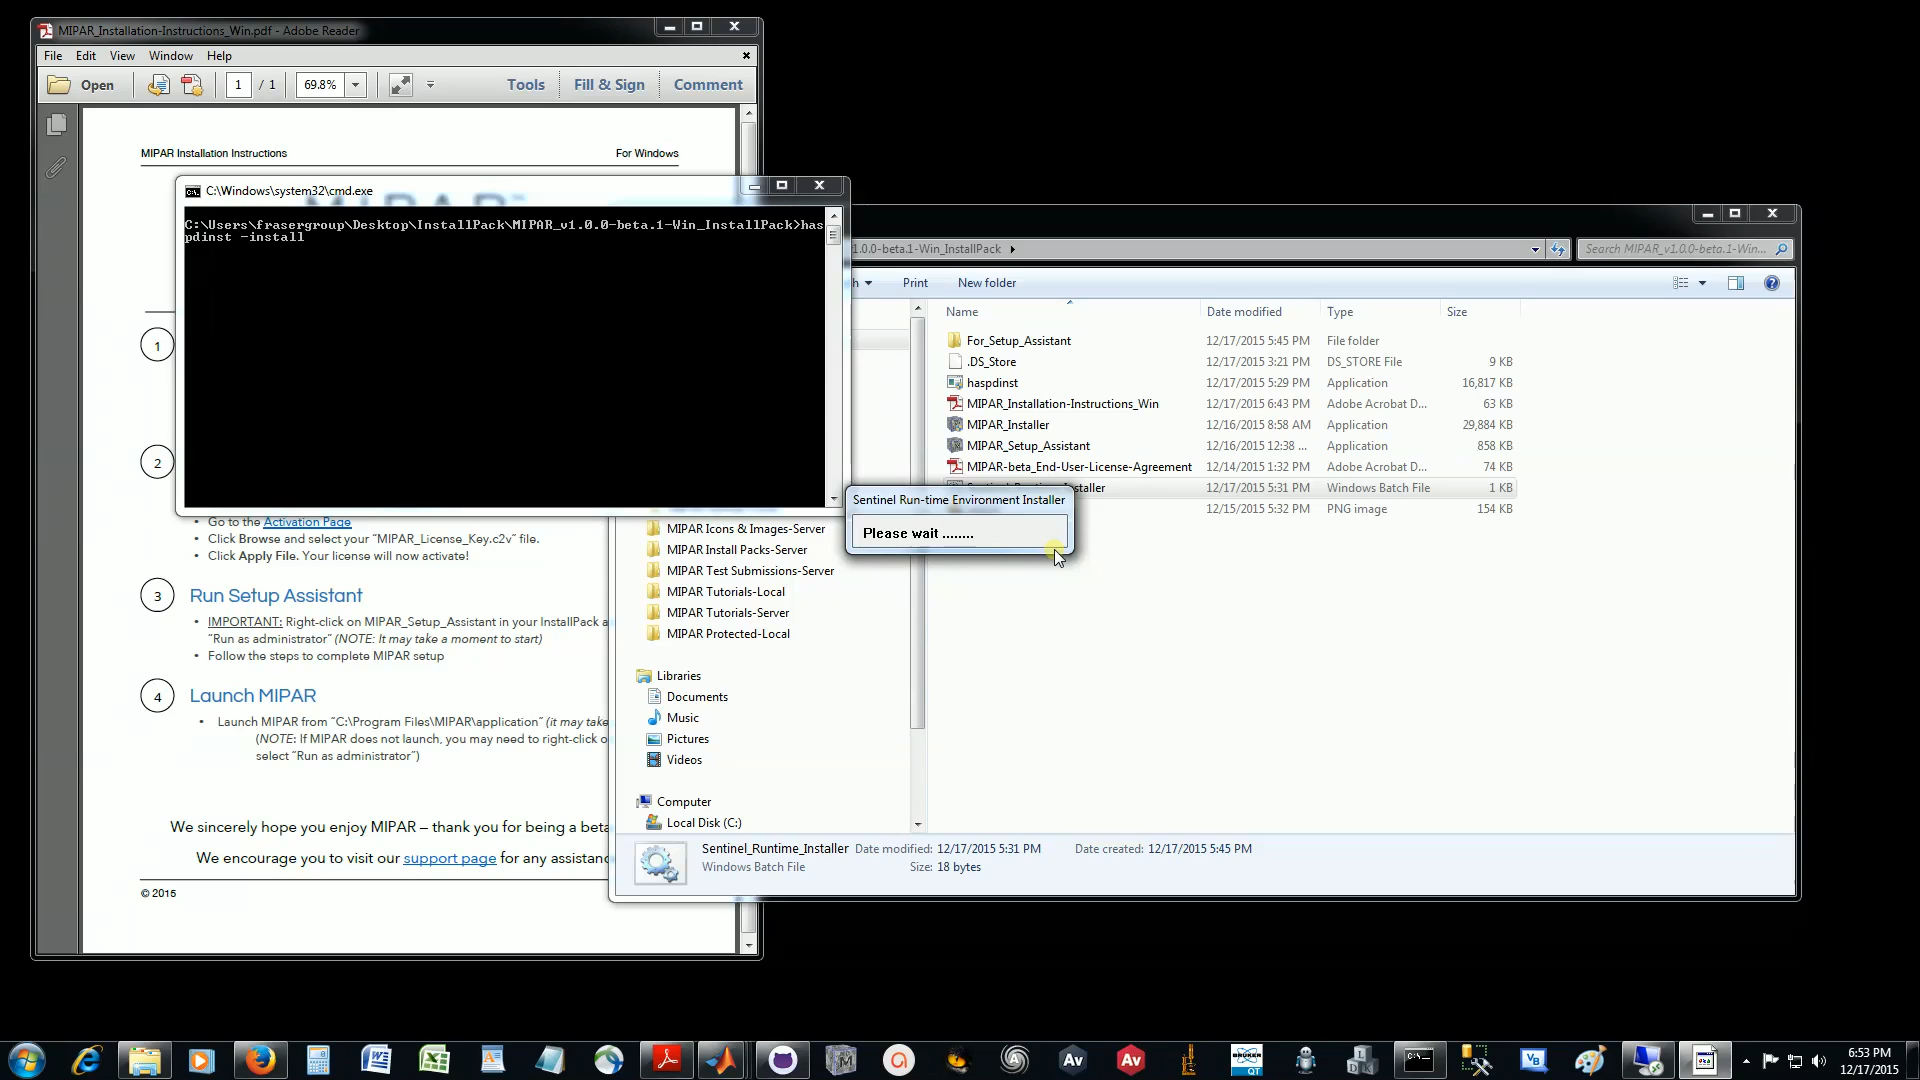 MIPAR_Installation-Instructions_Win.pdf - Adobe Reader
File Edit View Window Help
Open 1 / 1 69.8% Tools Fill & Sign Comment
MIPAR Installation Instructions For Windows
C:\Windows\system32\cmd.exe
C:\Users\frasergroup\Desktop\InstallPack\MIPAR_v1.0.0-beta.1-Win_InstallPack>has
pdinst -install
1
2
Go to the Activation Page
• Click Browse and select your "MIPAR_License_Key.c2v" file.
• Click Apply File. Your license will now activate!
3 Run Setup Assistant
• IMPORTANT: Right-click on MIPAR_Setup_Assistant in your InstallPack a
"Run as administrator" (NOTE: It may take a moment to start)
• Follow the steps to complete MIPAR setup
4 Launch MIPAR
• Launch MIPAR from "C:\Program Files\MIPAR\application" (it may take
(NOTE: If MIPAR does not launch, you may need to right-click o
select "Run as administrator")
We sincerely hope you enjoy MIPAR – thank you for being a beta
We encourage you to visit our support page for any assistanc
© 2015
1.0.0-beta.1-Win_InstallPack Search MIPAR_v1.0.0-beta.1-Win...
h Print New folder
Name Date modified Type Size
For_Setup_Assistant 12/17/2015 5:45 PM File folder
.DS_Store 12/17/2015 3:21 PM DS_STORE File 9 KB
haspdinst 12/17/2015 5:29 PM Application 16,817 KB
MIPAR_Installation-Instructions_Win 12/17/2015 6:43 PM Adobe Acrobat D... 63 KB
MIPAR_Installer 12/16/2015 8:58 AM Application 29,884 KB
MIPAR_Setup_Assistant 12/16/2015 12:38 ... Application 858 KB
MIPAR-beta_End-User-License-Agreement 12/14/2015 1:32 PM Adobe Acrobat D... 74 KB
12/17/2015 5:31 PM Windows Batch File 1 KB
12/15/2015 5:32 PM PNG image 154 KB
Sentinel Run-time Environment Installer
Please wait ........
MIPAR Icons & Images-Server
MIPAR Install Packs-Server
MIPAR Test Submissions-Server
MIPAR Tutorials-Local
MIPAR Tutorials-Server
MIPAR Protected-Local
Libraries
Documents
Music
Pictures
Videos
Computer
Local Disk (C:)
Sentinel_Runtime_Installer Date modified: 12/17/2015 5:31 PM Date created: 12/17/2015 5:45 PM
Windows Batch File Size: 18 bytes
6:53 PM
12/17/2015